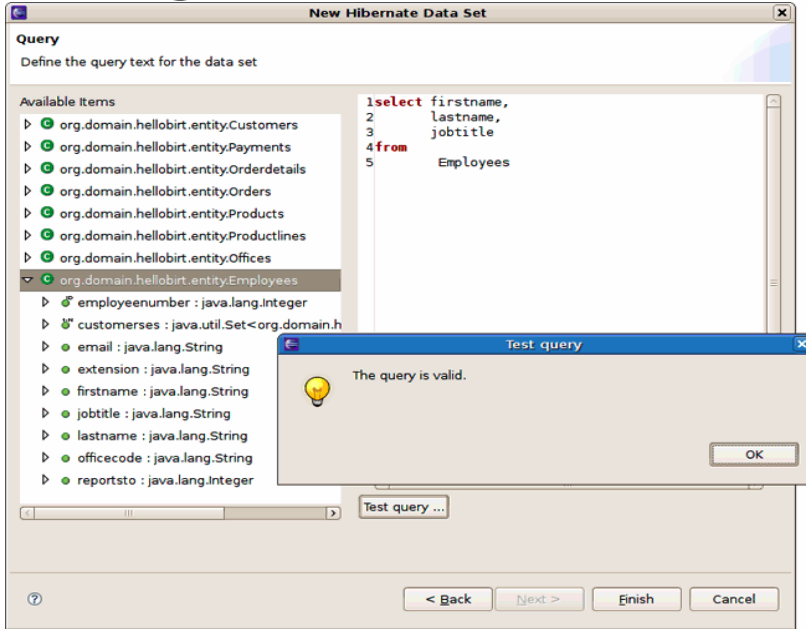 New Hibernate Data Set
Query
Define the query text for the data set
Available Items
org.domain.hellobirt.entity.Customers
org.domain.hellobirt.entity.Payments
org.domain.hellobirt.entity.Orderdetails
org.domain.hellobirt.entity.Orders
org.domain.hellobirt.entity.Products
org.domain.hellobirt.entity.Productlines
org.domain.hellobirt.entity.Offices
org.domain.hellobirt.entity.Employees
employeenumber : java.lang.Integer
customerses : java.util.Set<org.domain.h
email : java.lang.String
extension : java.lang.String
firstname : java.lang.String
jobtitle : java.lang.String
lastname : java.lang.String
officecode : java.lang.String
reportsto : java.lang.Integer
1select firstname,
2 lastname,
3 jobtitle
4from
5 Employees
Test query
The query is valid.
OK
Test query ...
< Back
Next >
Finish
Cancel